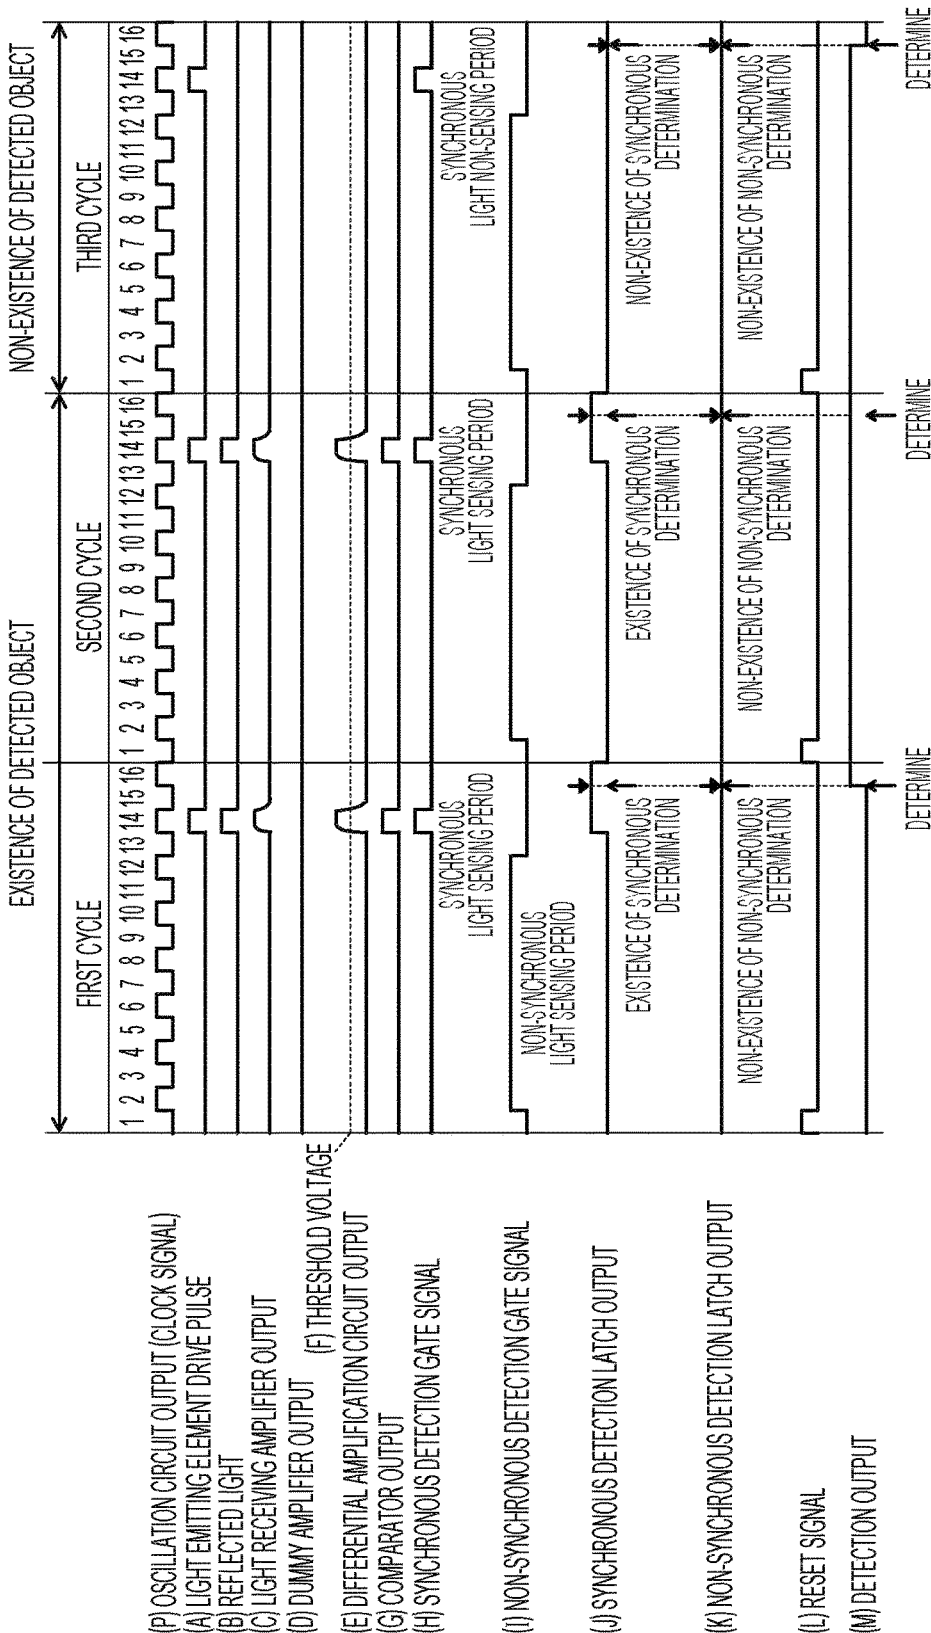 EXISTENCE OF DETECTED OBJECT
NON-EXISTENCE OF DETECTED OBJECT
FIRST CYCLE
SECOND CYCLE
THIRD CYCLE
1 2 3 4 5 6 7 8 9 10 11 12 13 14 15 16
1 2 3 4 5 6 7 8 9 10 11 12 13 14 15 16
1 2 3 4 5 6 7 8 9 10 11 12 13 14 15 16
(P) OSCILLATION CIRCUIT OUTPUT (CLOCK SIGNAL)
(A) LIGHT EMITTING ELEMENT DRIVE PULSE
(B) REFLECTED LIGHT
(C) LIGHT RECEIVING AMPLIFIER OUTPUT
(D) DUMMY AMPLIFIER OUTPUT
(F) THRESHOLD VOLTAGE
(E) DIFFERENTIAL AMPLIFICATION CIRCUIT OUTPUT
(G) COMPARATOR OUTPUT
(H) SYNCHRONOUS DETECTION GATE SIGNAL
SYNCHRONOUS
LIGHT SENSING PERIOD
SYNCHRONOUS
LIGHT SENSING PERIOD
SYNCHRONOUS
LIGHT NON-SENSING PERIOD
(I) NON-SYNCHRONOUS DETECTION GATE SIGNAL
NON-SYNCHRONOUS
LIGHT SENSING PERIOD
(J) SYNCHRONOUS DETECTION LATCH OUTPUT
EXISTENCE OF SYNCHRONOUS
DETERMINATION
EXISTENCE OF SYNCHRONOUS
DETERMINATION
NON-EXISTENCE OF SYNCHRONOUS
DETERMINATION
(K) NON-SYNCHRONOUS DETECTION LATCH OUTPUT
NON-EXISTENCE OF NON-SYNCHRONOUS
DETERMINATION
NON-EXISTENCE OF NON-SYNCHRONOUS
DETERMINATION
NON-EXISTENCE OF NON-SYNCHRONOUS
DETERMINATION
(L) RESET SIGNAL
(M) DETECTION OUTPUT
DETERMINE
DETERMINE
DETERMINE